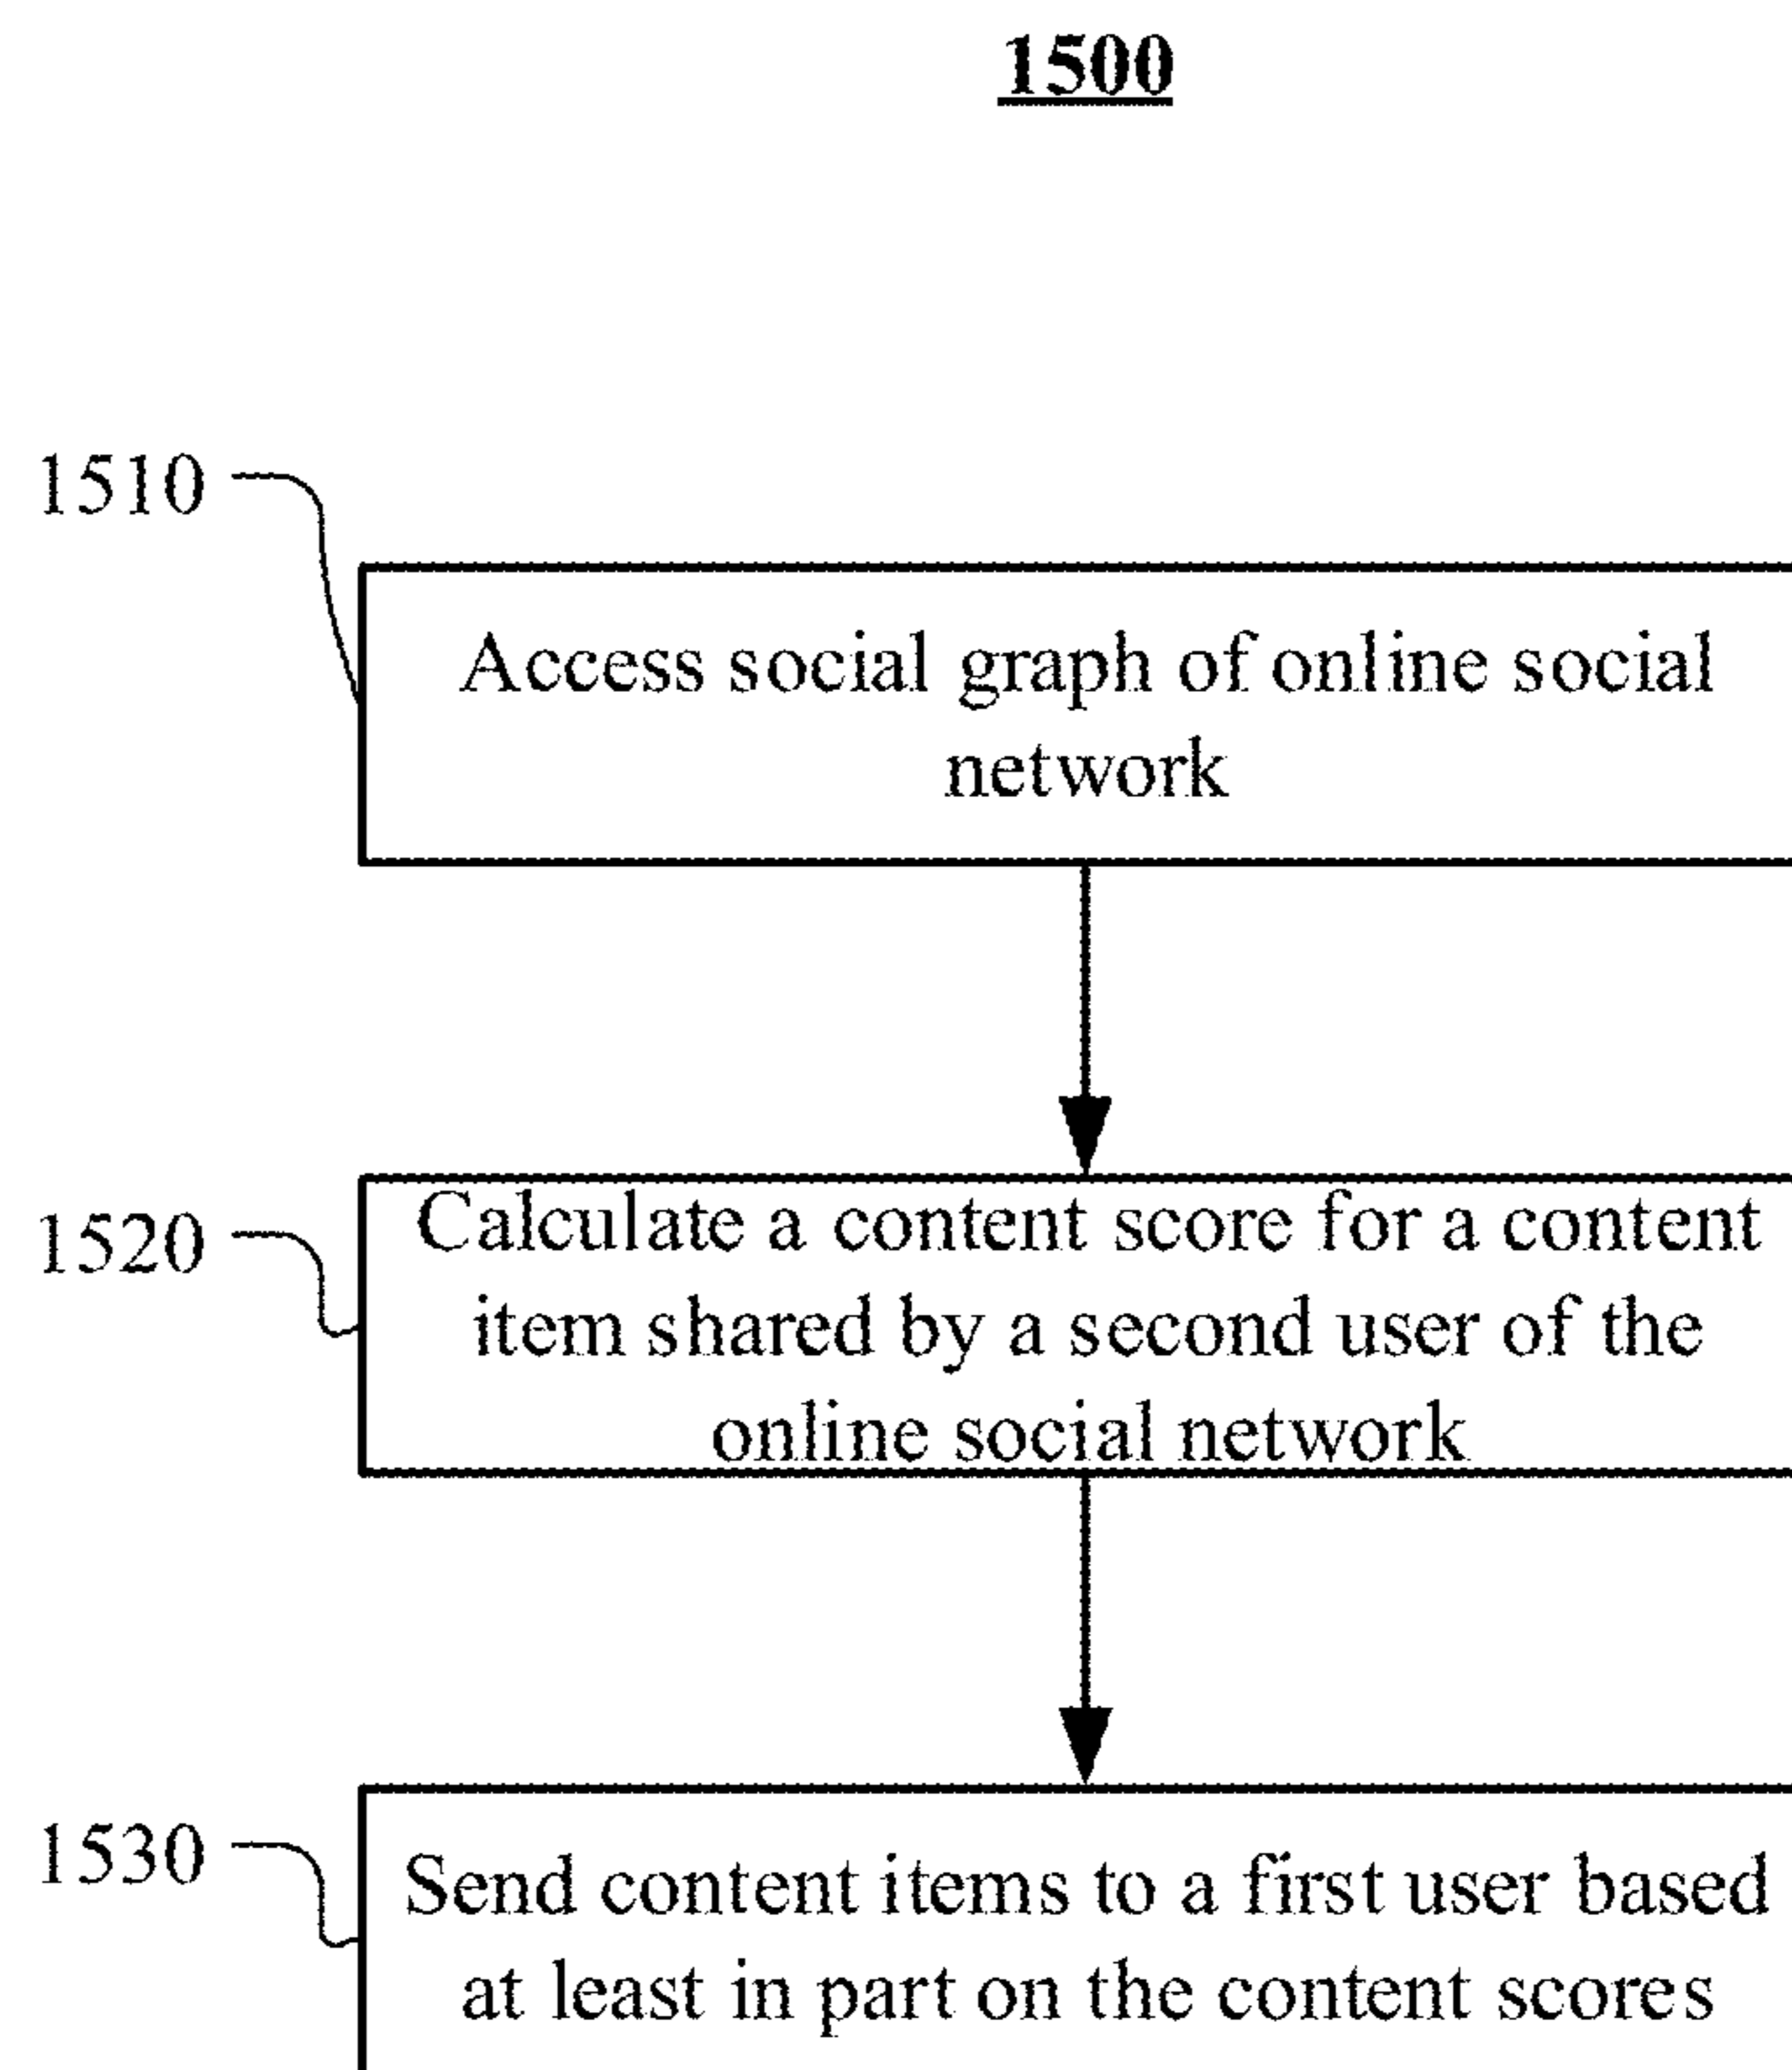 1500
1510
Access social graph of online social
network
1520
Calculate a content score for a content
item shared by a second user of the
online social network
1530
Send content items to a first user based
at least in part on the content scores